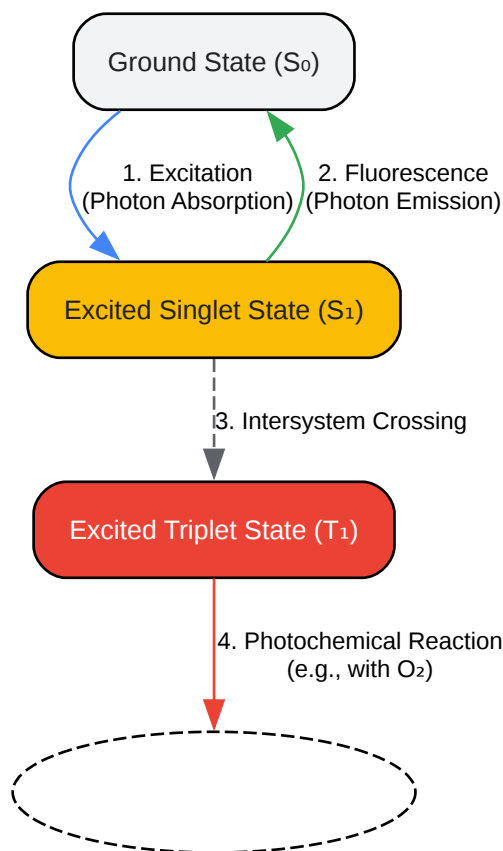 Ground State (S₀)
1. Excitation
(Photon Absorption)
2. Fluorescence
(Photon Emission)
Excited Singlet State (S₁)
3. Intersystem Crossing
Excited Triplet State (T₁)
4. Photochemical Reaction
(e.g., with O₂)